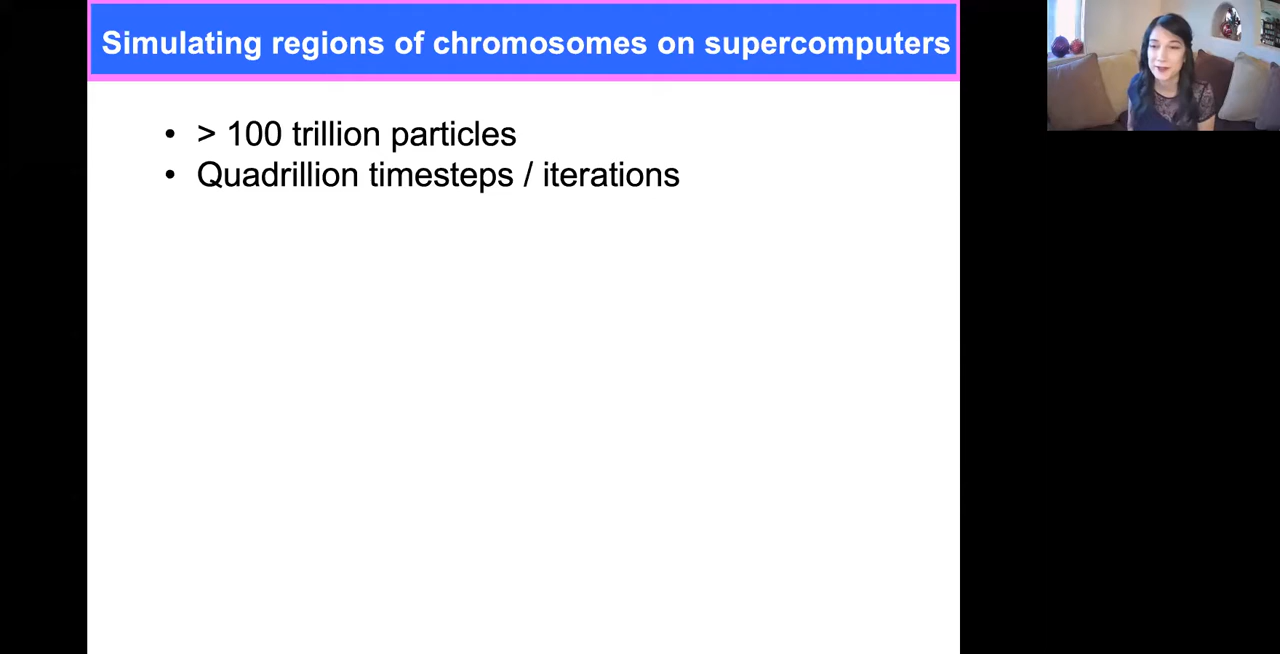 Simulating regions of chromosomes on supercomputers
• > 100 trillion particles
• Quadrillion timesteps / iterations